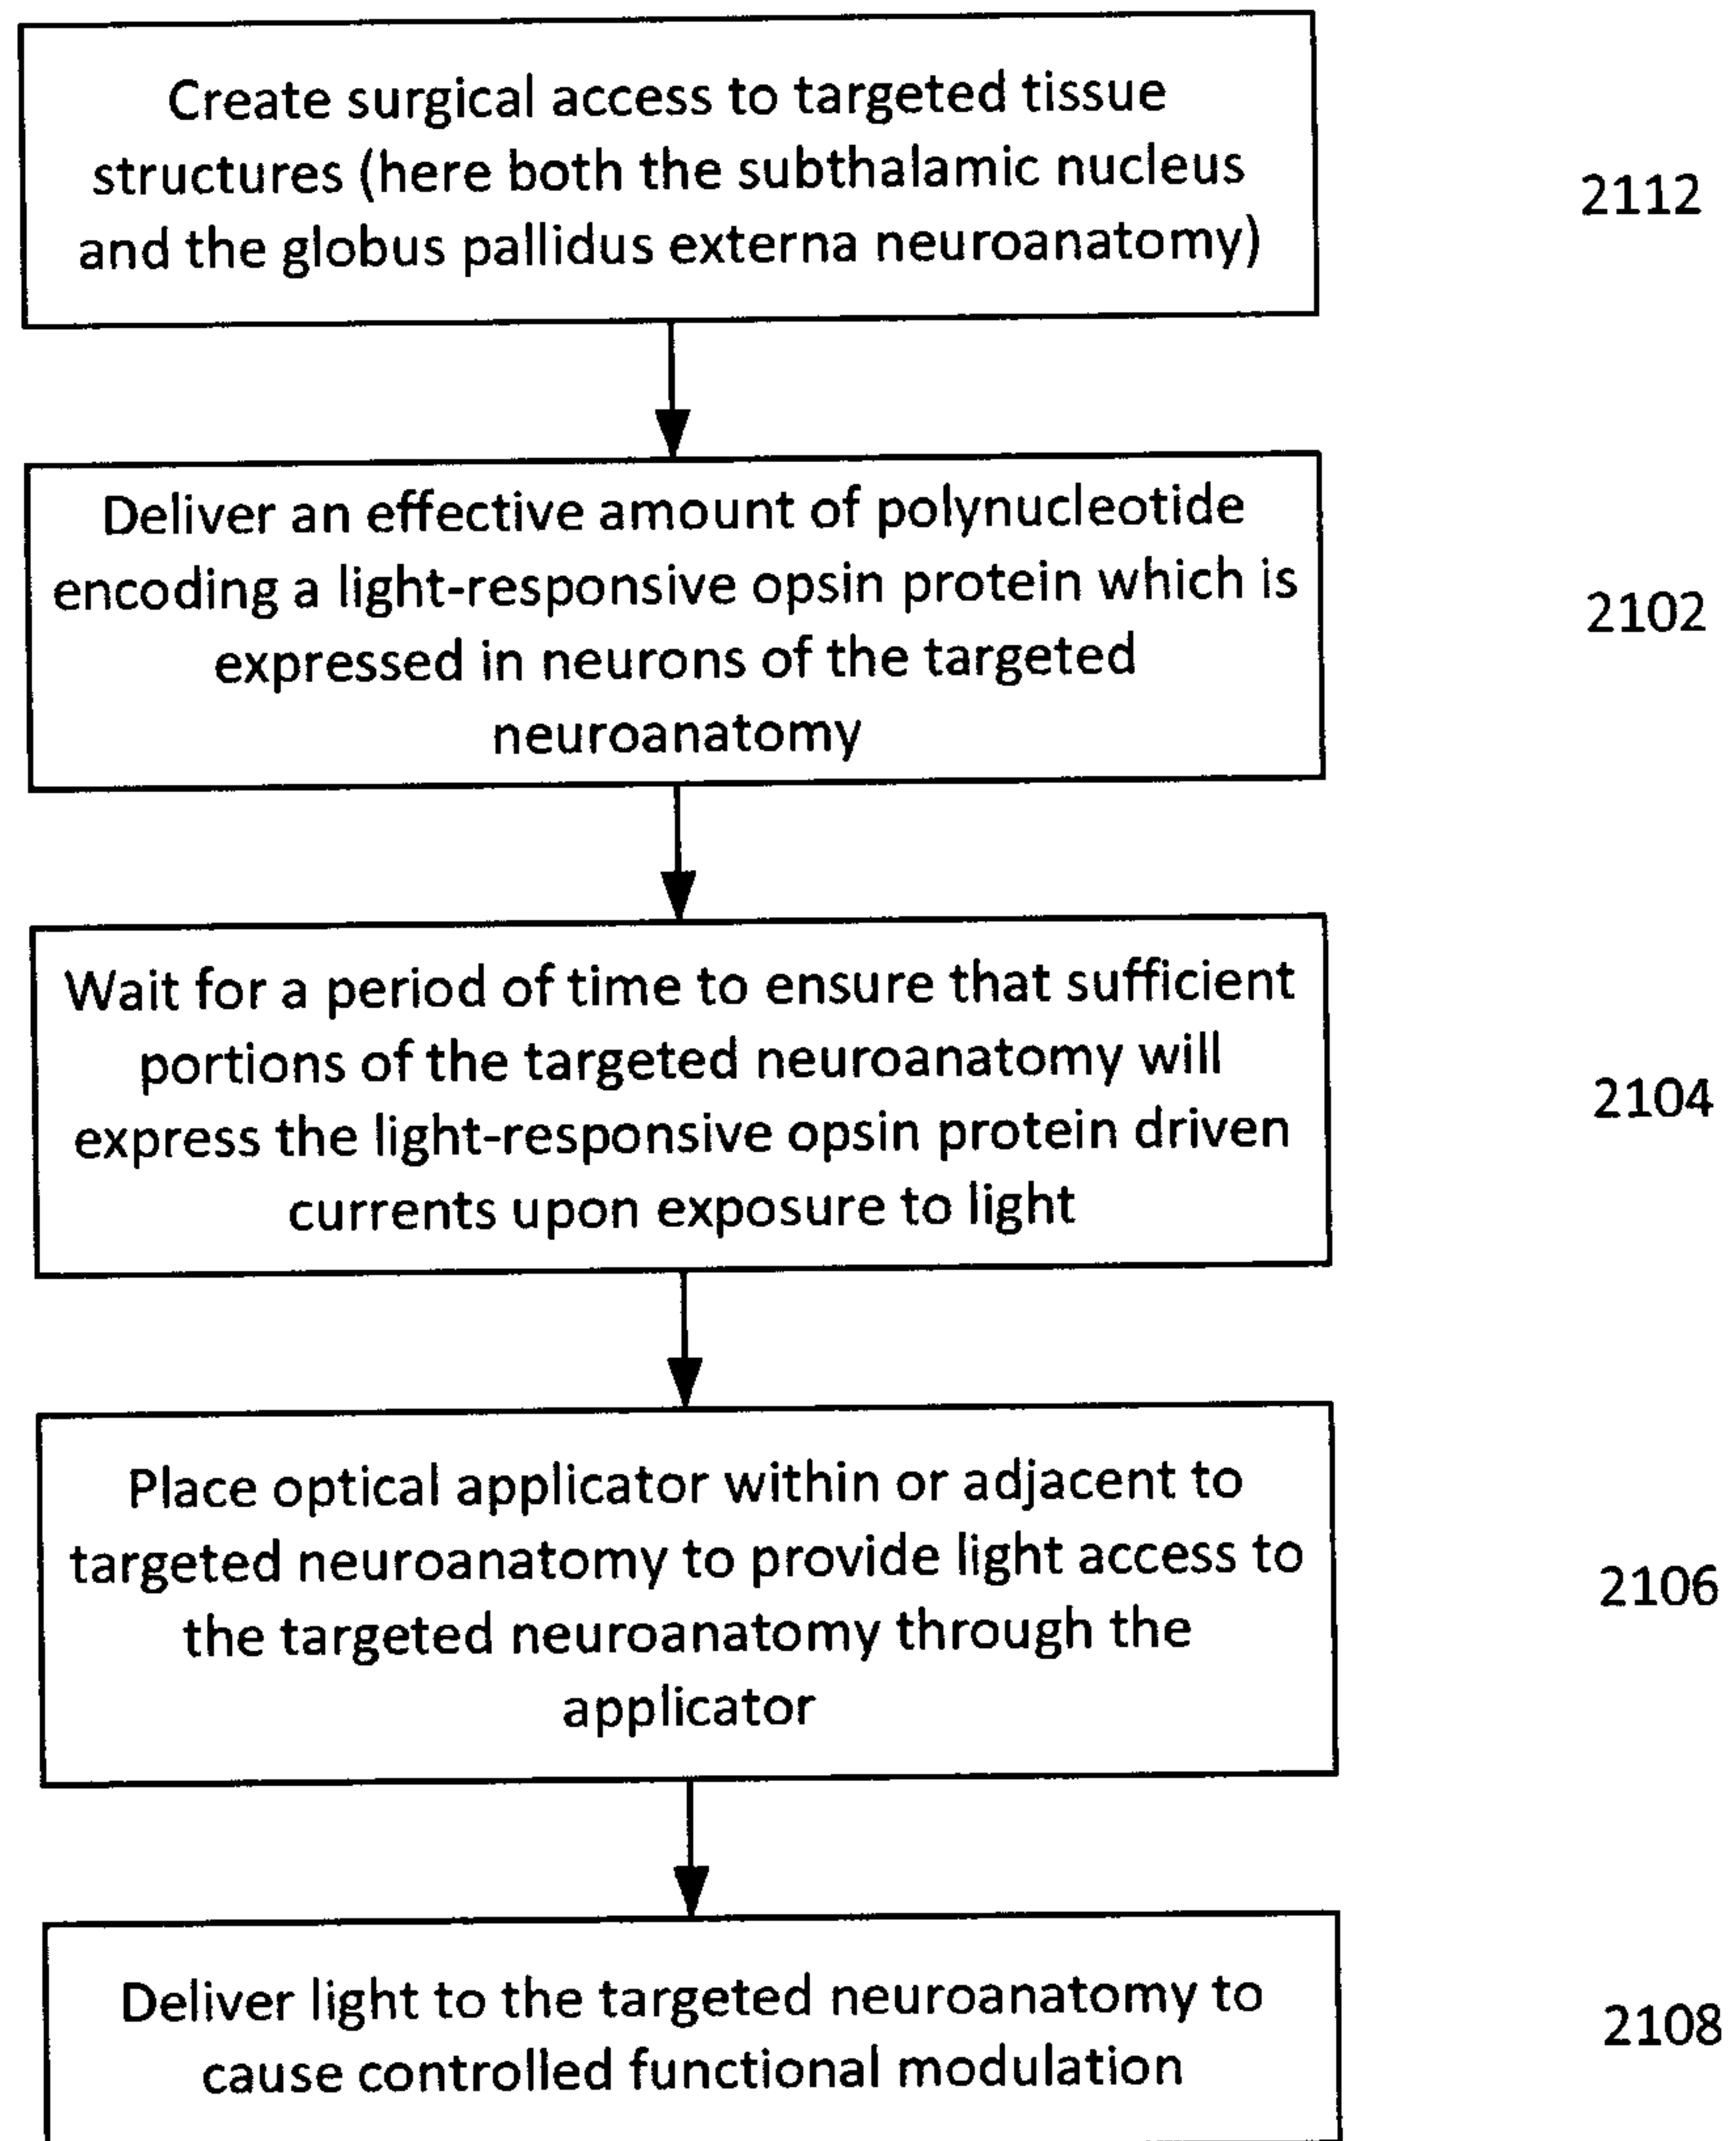 Create surgical access to targeted tissue
structures (here both the subthalamic nucleus
and the globus pallidus externa neuroanatomy)
2112
Deliver an effective amount of polynucleotide
encoding a light-responsive opsin protein which is
expressed in neurons of the targeted
neuroanatomy
2102
Wait for a period of time to ensure that sufficient
portions of the targeted neuroanatomy will
express the light-responsive opsin protein driven
currents upon exposure to light
2104
Place optical applicator within or adjacent to
targeted neuroanatomy to provide light access to
the targeted neuroanatomy through the
applicator
2106
Deliver light to the targeted neuroanatomy to
cause controlled functional modulation
2108